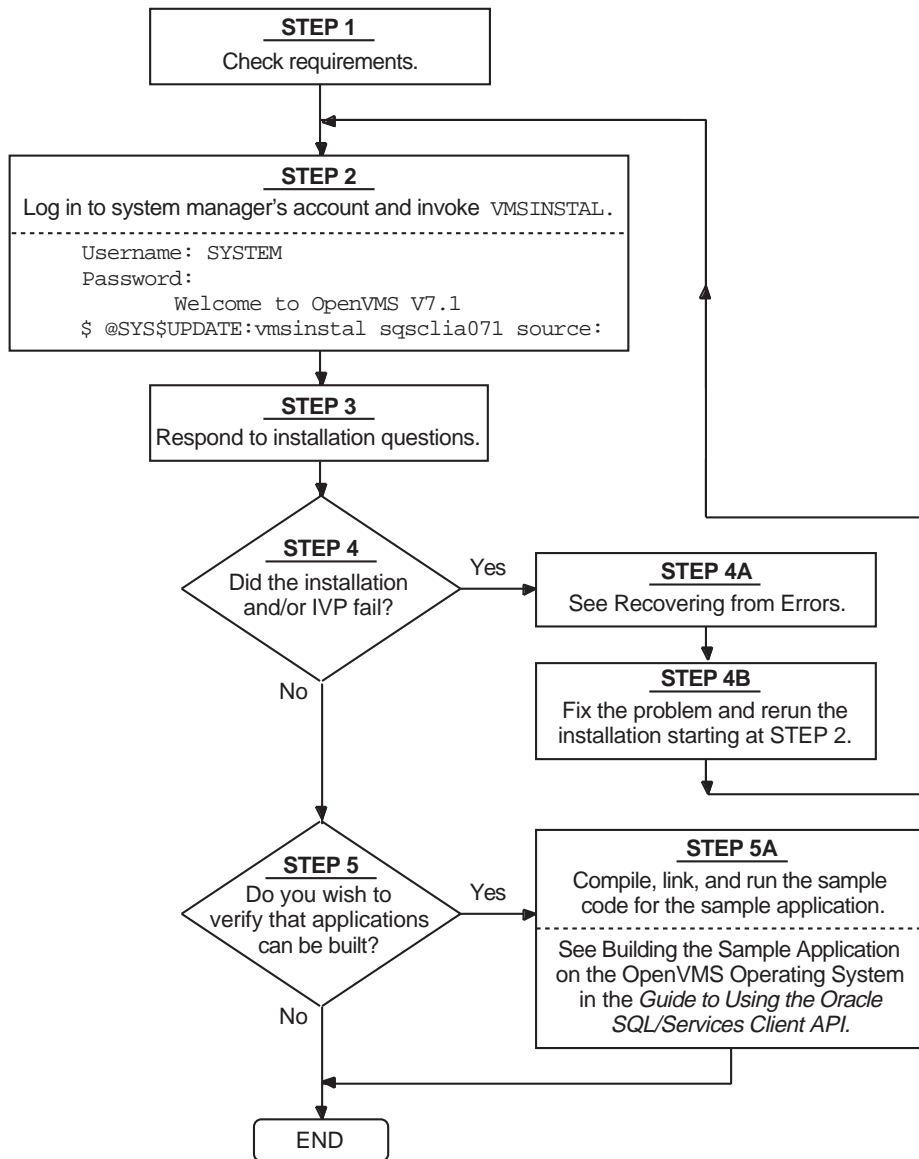 STEP 1
Check requirements.
STEP 2
Log in to system manager's account and invoke VMSINSTAL.
Username: SYSTEM
Password:
Welcome to OpenVMS V7.1
$ @SYS$UPDATE:vmsinstal sqsclia071 source:
STEP 3
Respond to installation questions.
STEP 4
Did the installation
and/or IVP fail?
Yes
STEP 4A
See Recovering from Errors.
STEP 4B
Fix the problem and rerun the
installation starting at STEP 2.
No
STEP 5
Do you wish to
verify that applications
can be built?
Yes
STEP 5A
Compile, link, and run the sample
code for the sample application.
See Building the Sample Application
on the OpenVMS Operating System
in the Guide to Using the Oracle
SQL/Services Client API.
No
END